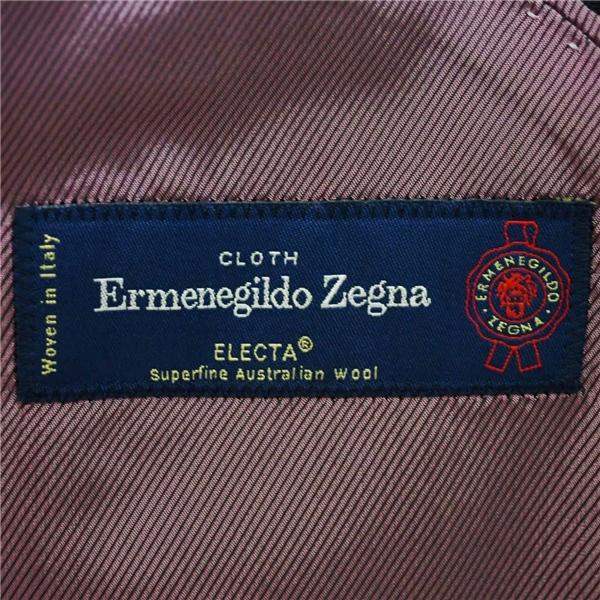 Woven in Italy
CLOTH
Ermenegildo Zegna
ELECTA®
Superfine Australian Wool
ERMENEGILDO
ZEGNA